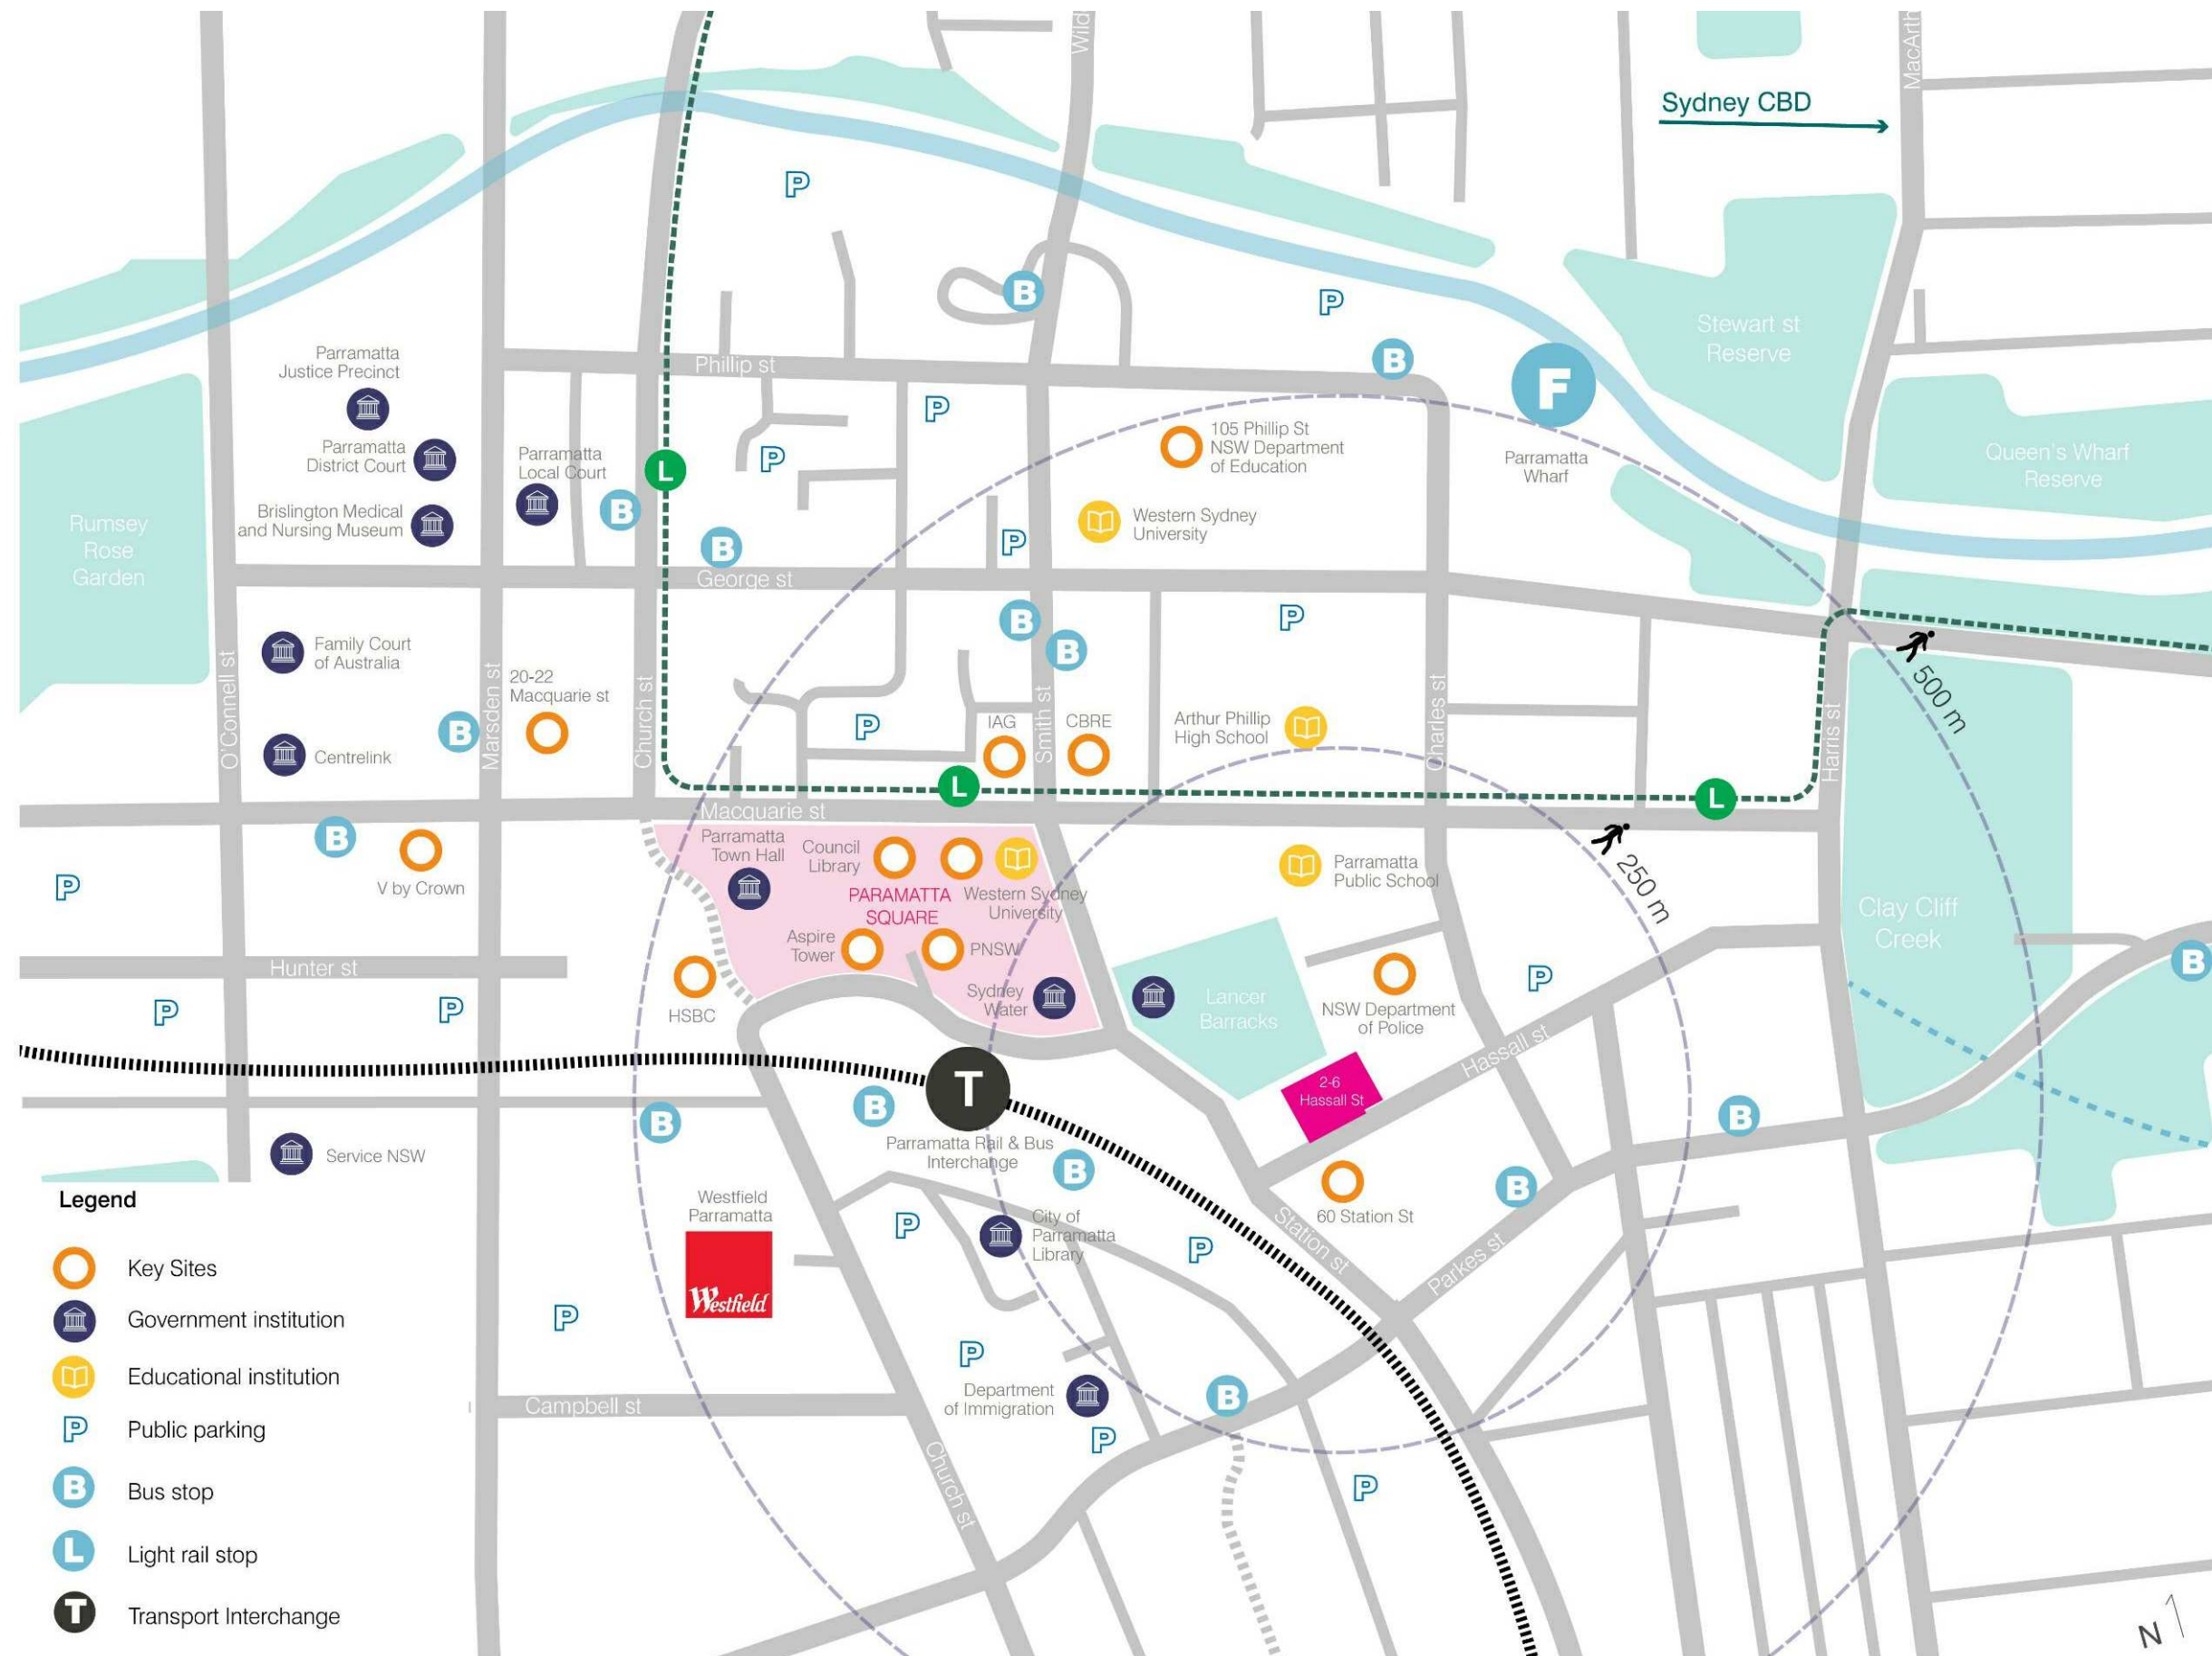 Wild
MacArth
Sydney CBD
P
B
P
Stewart st
Reserve
Parramatta
Justice Precinct
Phillip st
B
F
Parramatta
Wharf
P
Parramatta
District Court
Parramatta
Local Court
L
P
105 Phillip St
NSW Department
of Education
Queen's Wharf
Reserve
Brislington Medical
and Nursing Museum
B
B
P
Western Sydney
University
Rumsey
Rose
Garden
George st
Family Court
of Australia
B
B
P
500 m
O'Connell st
Marsden st
Church st
Smith st
Charles st
Harris st
20-22
Macquarie st
B
Centrelink
P
IAG
CBRE
Arthur Phillip
High School
L
L
Macquarie st
B
V by Crown
P
Parramatta
Town Hall
Council
Library
PARAMATTA
SQUARE
Western Sydney
University
Parramatta
Public School
250 m
Clay Cliff
Creek
Aspire
Tower
PNSW
Hunter st
HSBC
Sydney
Water
Lancer
Barracks
NSW Department
of Police
P
B
P
P
Hassall st
2-6
Hassall St
T
B
B
B
Parramatta Rail & Bus
Interchange
B
Service NSW
60 Station St
B
Westfield
Parramatta
Westfield
P
City of
Parramatta
Library
P
Station st
Parkes st
P
P
Department
of Immigration
B
P
P
Campbell st
Church st
Legend
Key Sites
Government institution
Educational institution
P
Public parking
B
Bus stop
L
Light rail stop
T
Transport Interchange
N